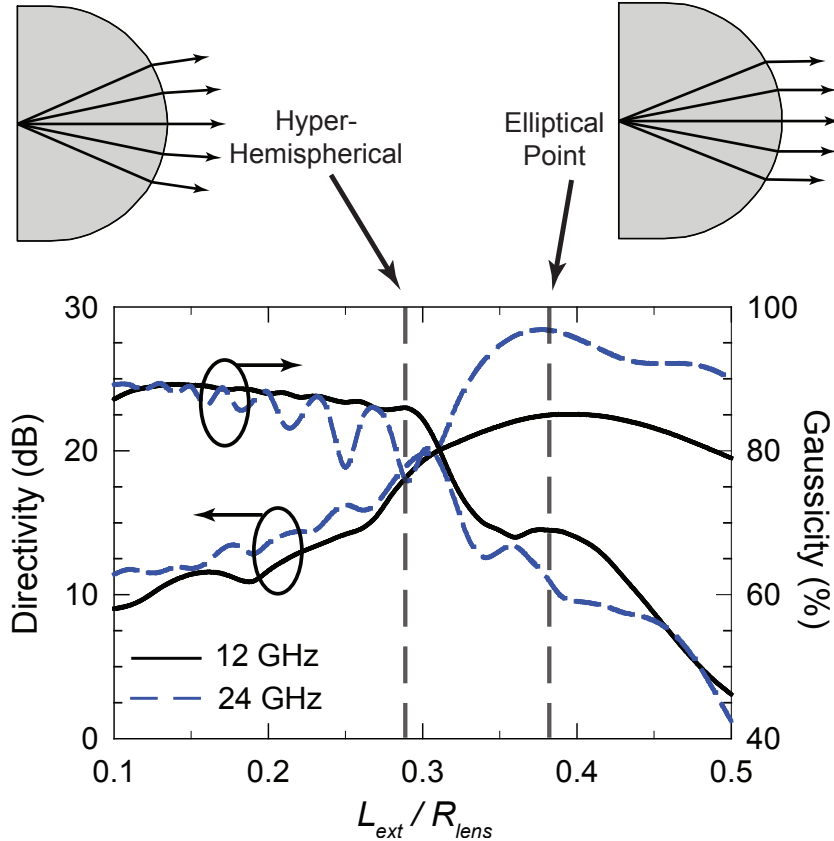 Hyper-
Hemispherical
Elliptical
Point
30
20
10
0
Directivity (dB)
100
80
60
40
Gaussicity (%)
12 GHz
24 GHz
0.1
0.2
0.3
0.4
0.5
L_ext / R_lens